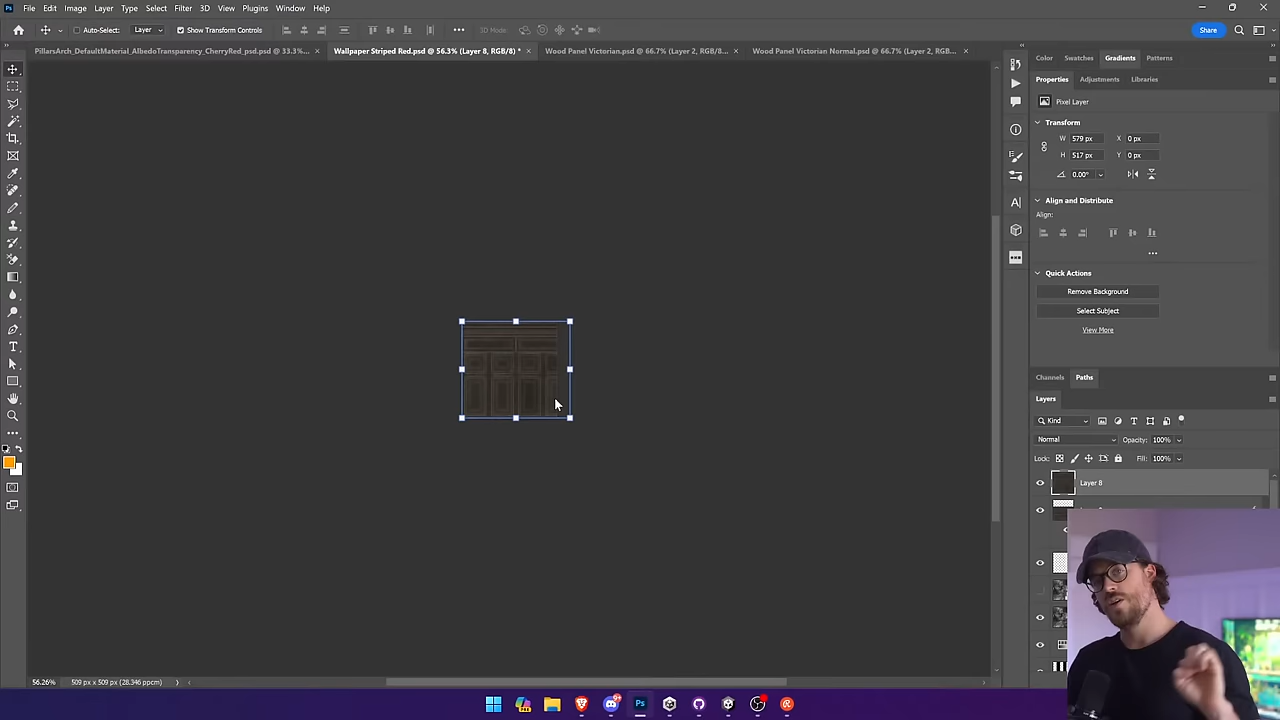 Ps File Edit Image Layer Type Select Filter 3D View Plugins Window Help
Auto-Select: Layer Show Transform Controls 3D Mode: Share
PillarsArch_DefaultMaterial_AlbedoTransparency_CherryRed_psd.psd @ 33.3%... × Wallpaper Striped Red.psd @ 56.3% (Layer 8, RGB/8) * × Wood Panel Victorian.psd @ 66.7% (Layer 2, RGB/8... × Wood Panel Victorian Normal.psd @ 66.7% (Layer 2, RGB... ×
Color Swatches Gradients Patterns
Properties Adjustments Libraries
Pixel Layer
Transform
W 579 px X 0 px
H 517 px Y 0 px
0.00°
Align and Distribute
Align:
Quick Actions
Remove Background
Select Subject
View More
Channels Paths
Layers
Kind
Normal Opacity: 100%
Lock: Fill: 100%
Layer 8
56.26% 509 px x 509 px (28.346 ppcm)
Ps